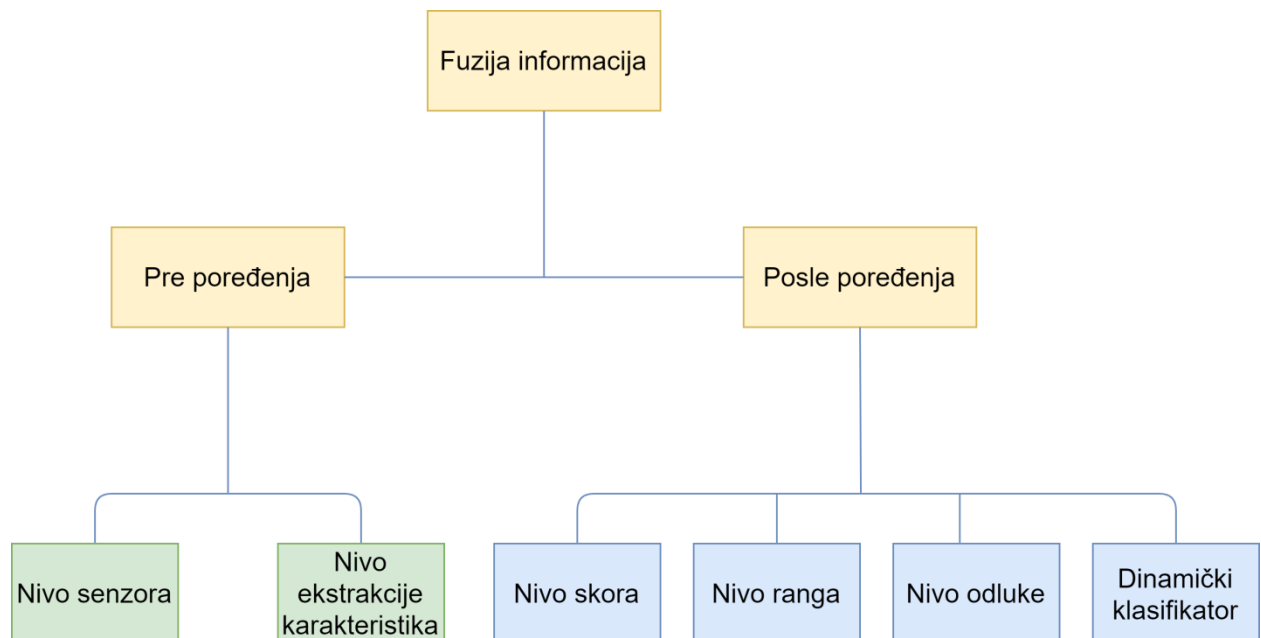 Fuzija informacija
Pre poređenja
Posle poređenja
Nivo senzora
Nivo
ekstrakcije
karakteristika
Nivo skora
Nivo ranga
Nivo odluke
Dinamički
klasifikator